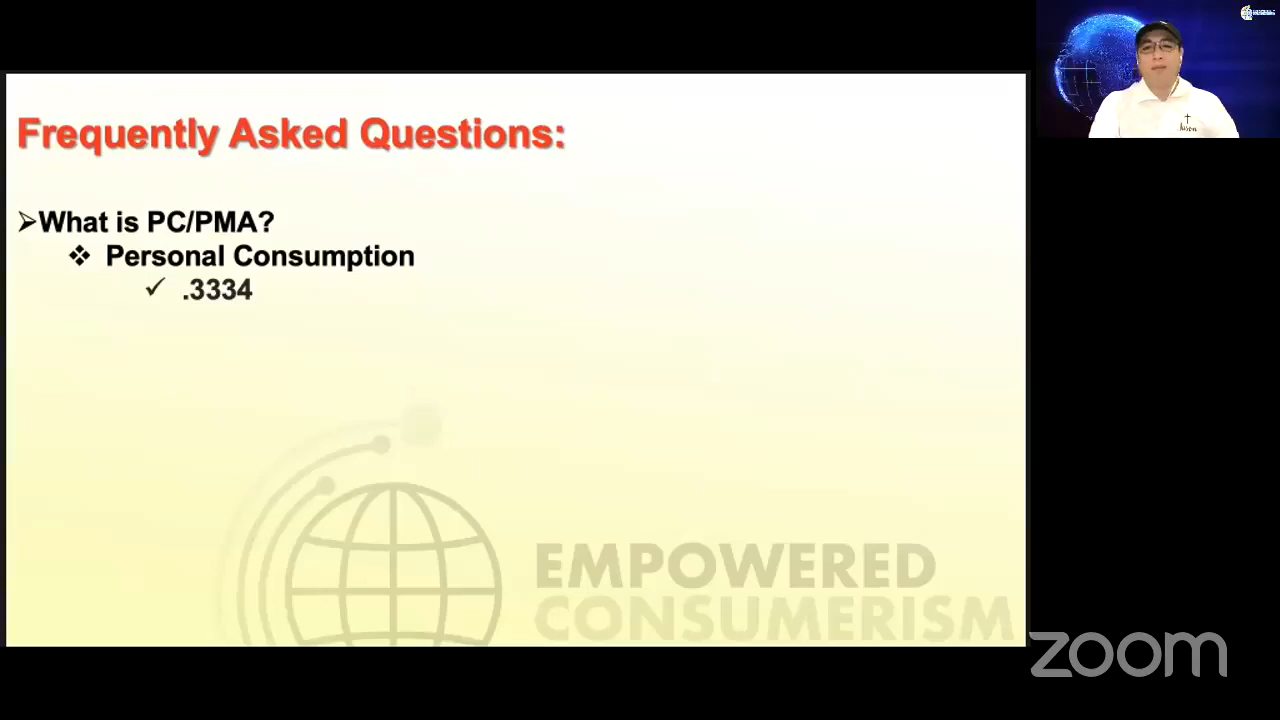 Frequently Asked Questions:
➢What is PC/PMA?
❖ Personal Consumption
✓ .3334
EMPOWERED
CONSUMERISM
zoom